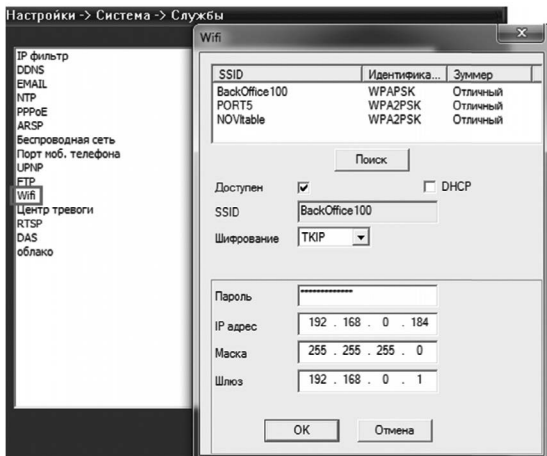 Настройки -> Система -> Службы
IP фильтр
DDNS
EMAIL
NTP
PPPoE
ARSP
Беспроводная сеть
Порт моб. телефона
UPNP
FTP
Wifi
Центр тревоги
RTSP
DAS
облако
Wifi
SSID Идентифика... Зуммер
BackOffice100 WPAPSK Отличный
PORT5 WPA2PSK Отличный
NOVItable WPA2PSK Отличный
Поиск
Доступен DHCP
SSID BackOffice100
Шифрование TKIP
Пароль *************
IP адрес 192 . 168 . 0 . 184
Маска 255 . 255 . 255 . 0
Шлюз 192 . 168 . 0 . 1
OK Отмена